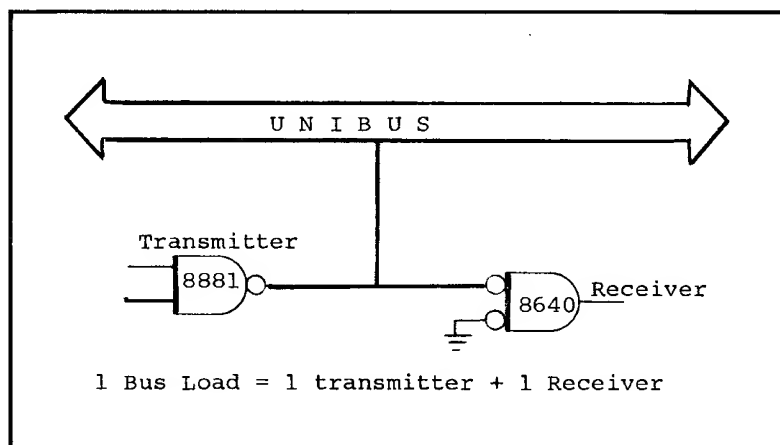 U N I B U S
Transmitter
8881
8640
Receiver
1 Bus Load = 1 transmitter + 1 Receiver